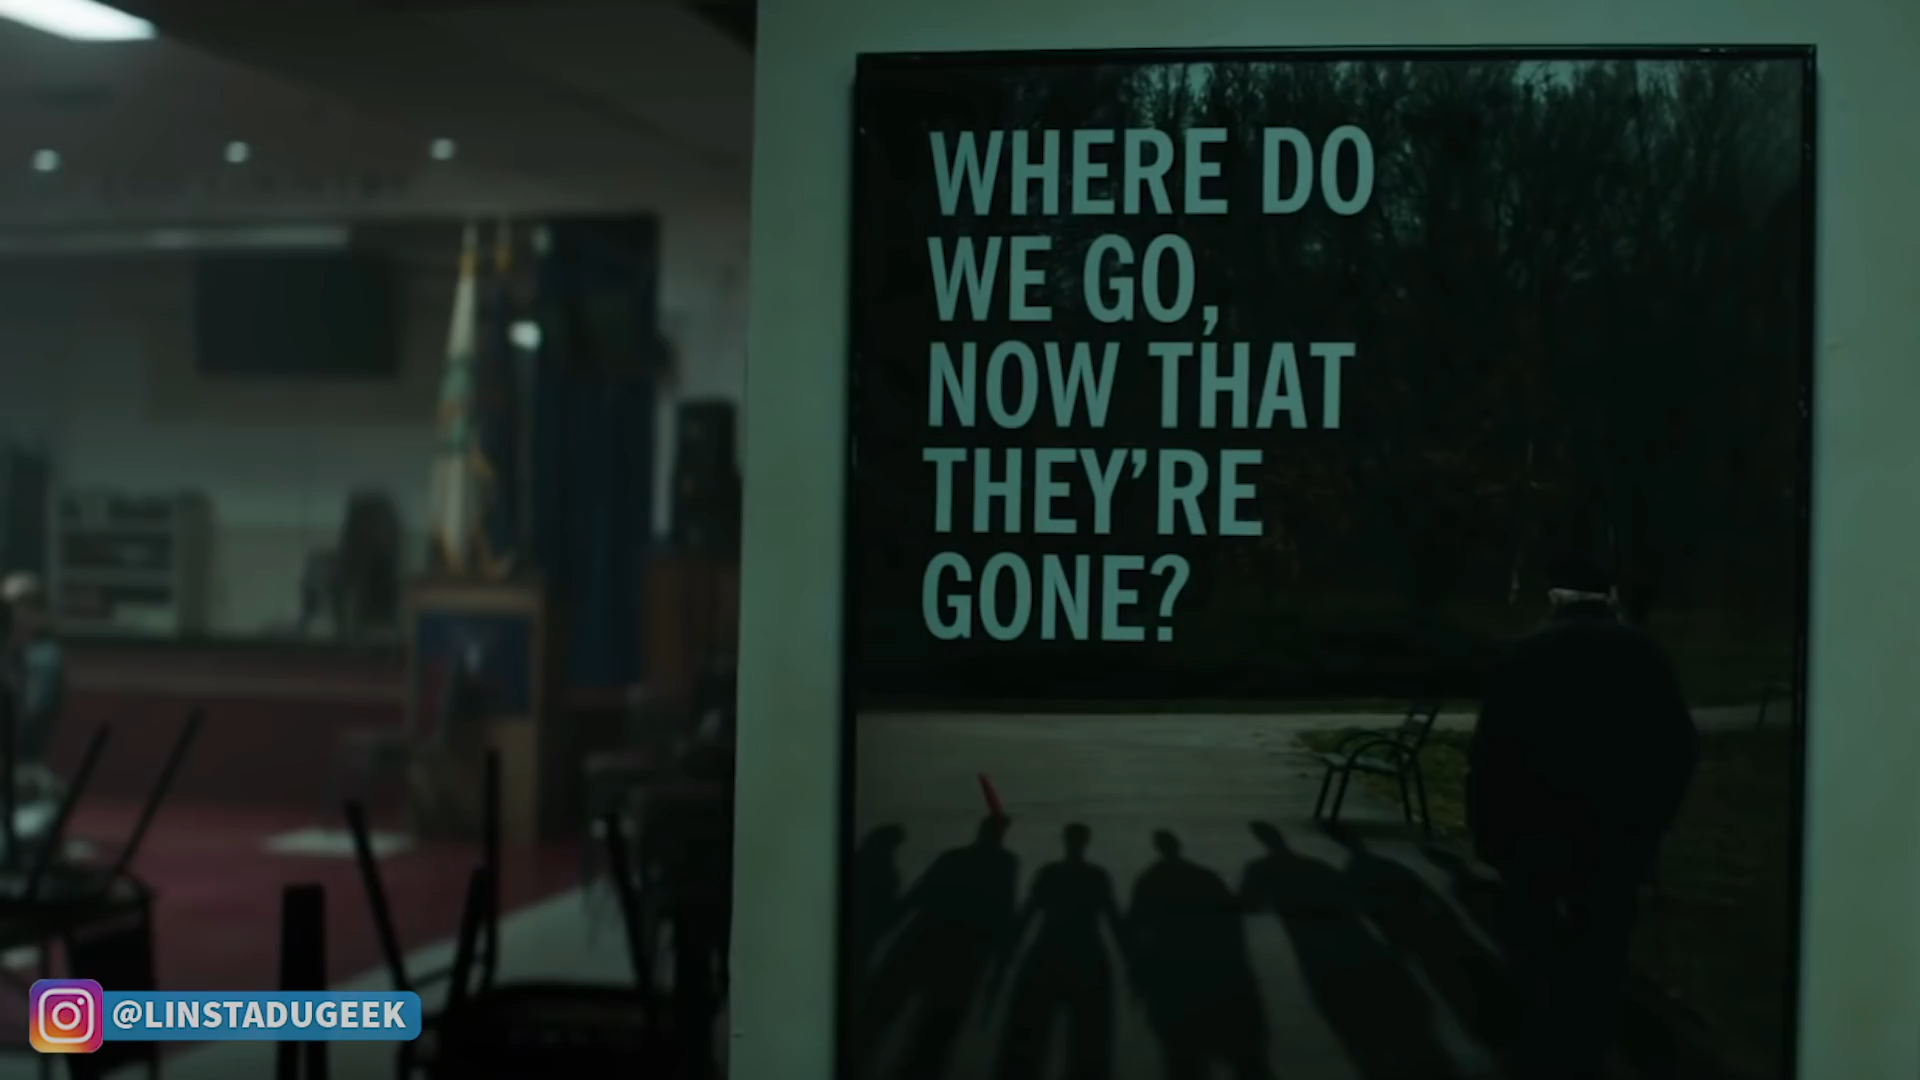 WHERE DO
WE GO,
NOW THAT
THEY'RE
GONE?
@LINSTADUGEEK